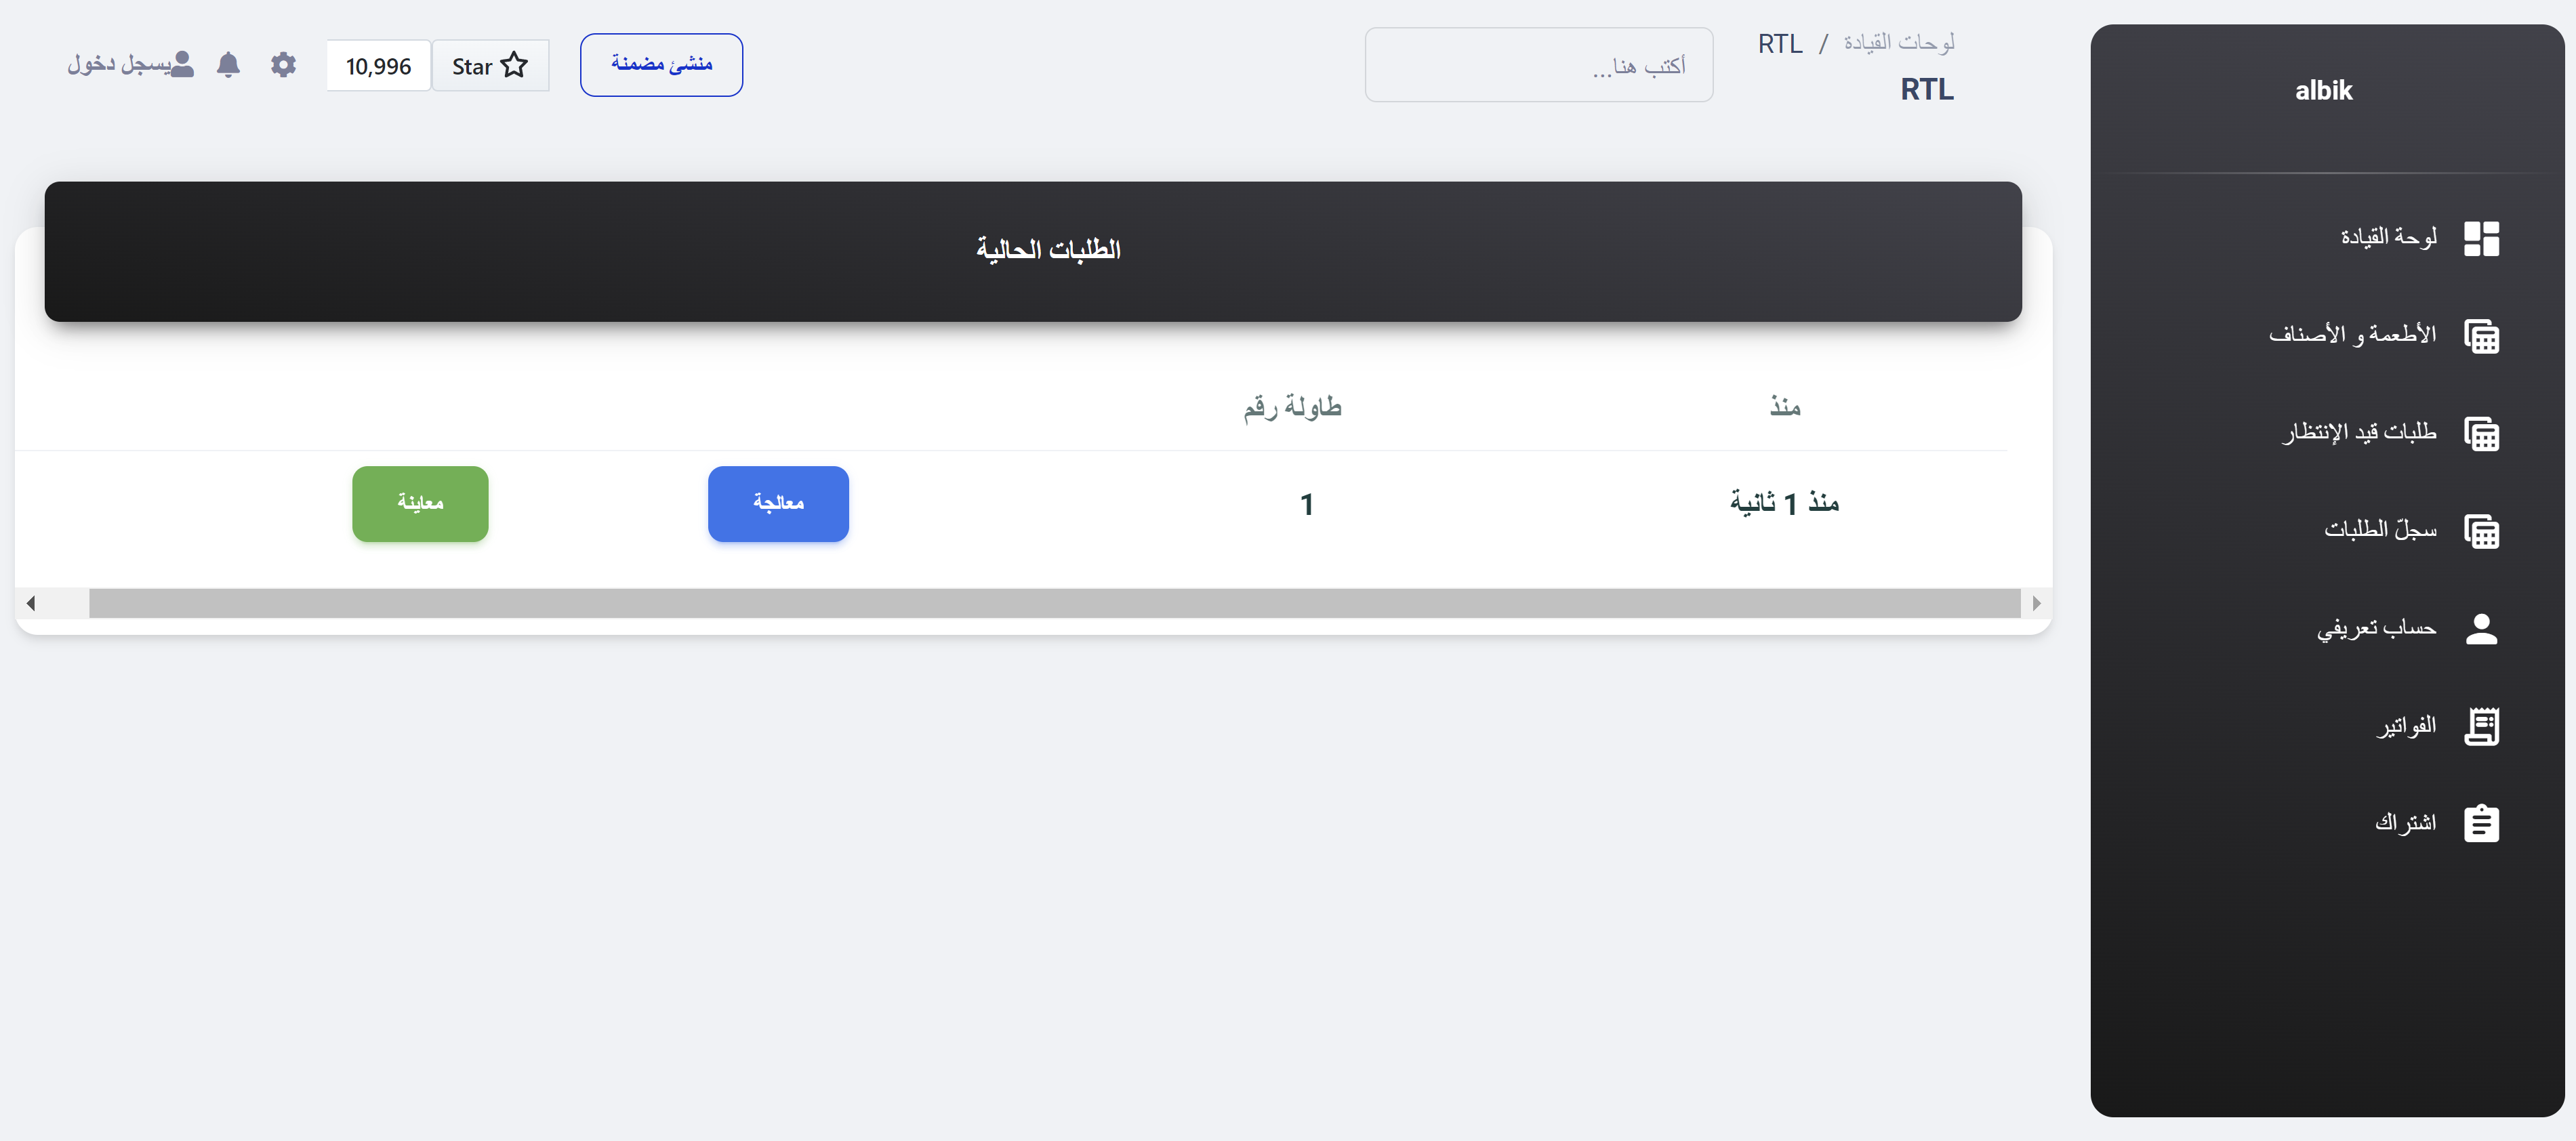 albik
لوحة القيادة
الأطعمة و الأصناف
طلبات قيد الإنتظار
سجلّ الطلبات
حساب تعريفي
الفواتير
اشتراك
لوحات القيادة / RTL
RTL
أكتب هنا...
منشئ مضمنة
Star 10,996
يسجل دخول
الطلبات الحالية
منذ طاولة رقم
منذ 1 ثانية 1 معالجة معاينة